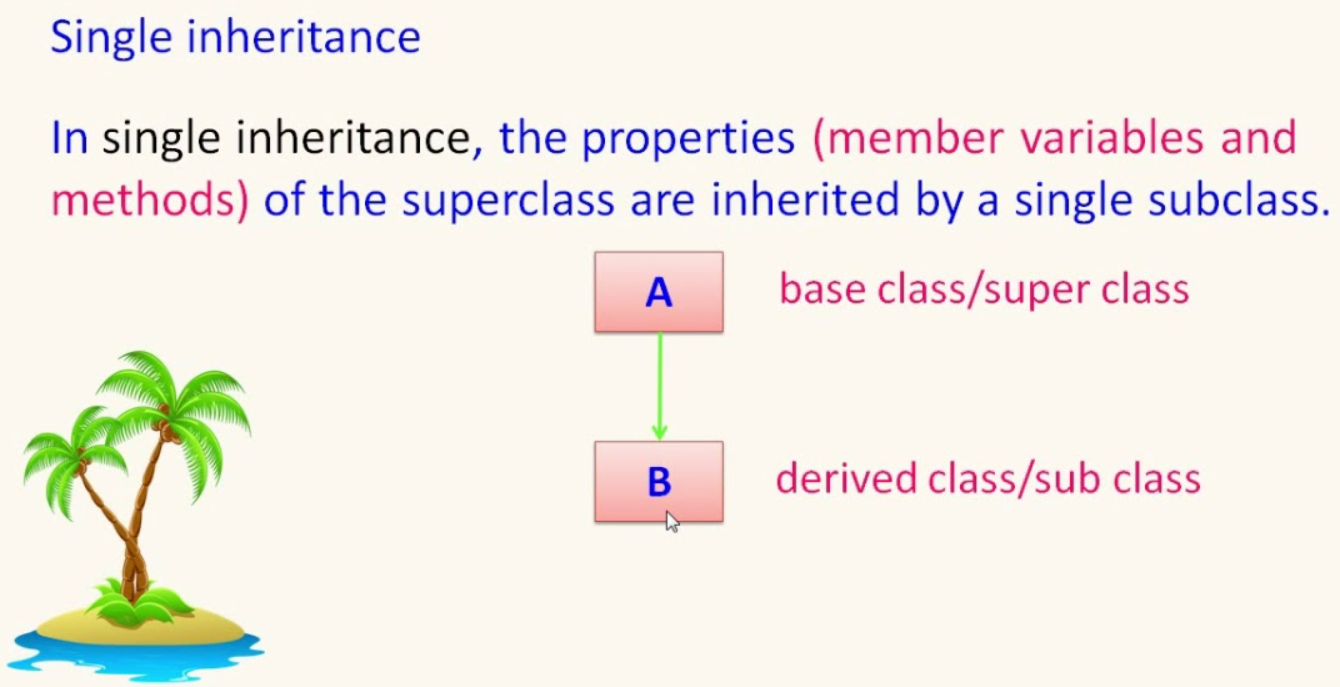 Single inheritance
In single inheritance, the properties (member variables and
methods) of the superclass are inherited by a single subclass.
A
base class/super class
B
derived class/sub class